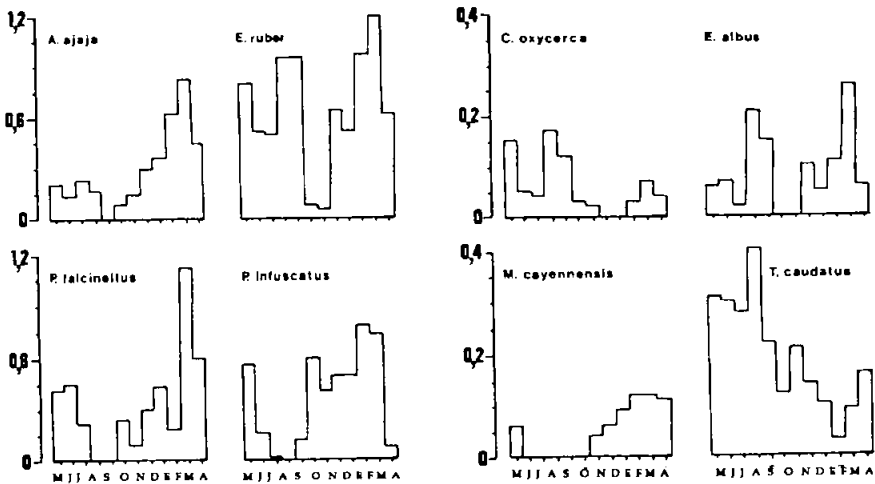 1,2
A. ajaja
E. ruber
0,6
0
0,4
C. oxycerca
E. albus
0,2
0
1,2
P. falcinellus
P. infuscatus
0,6
0
M J J A S O N D E F M A
M J J A S O N D E F M A
0,4
M. cayennensis
T. caudatus
0,2
0
M J J A S O N D E F M A
M J J A S O N D E F M A